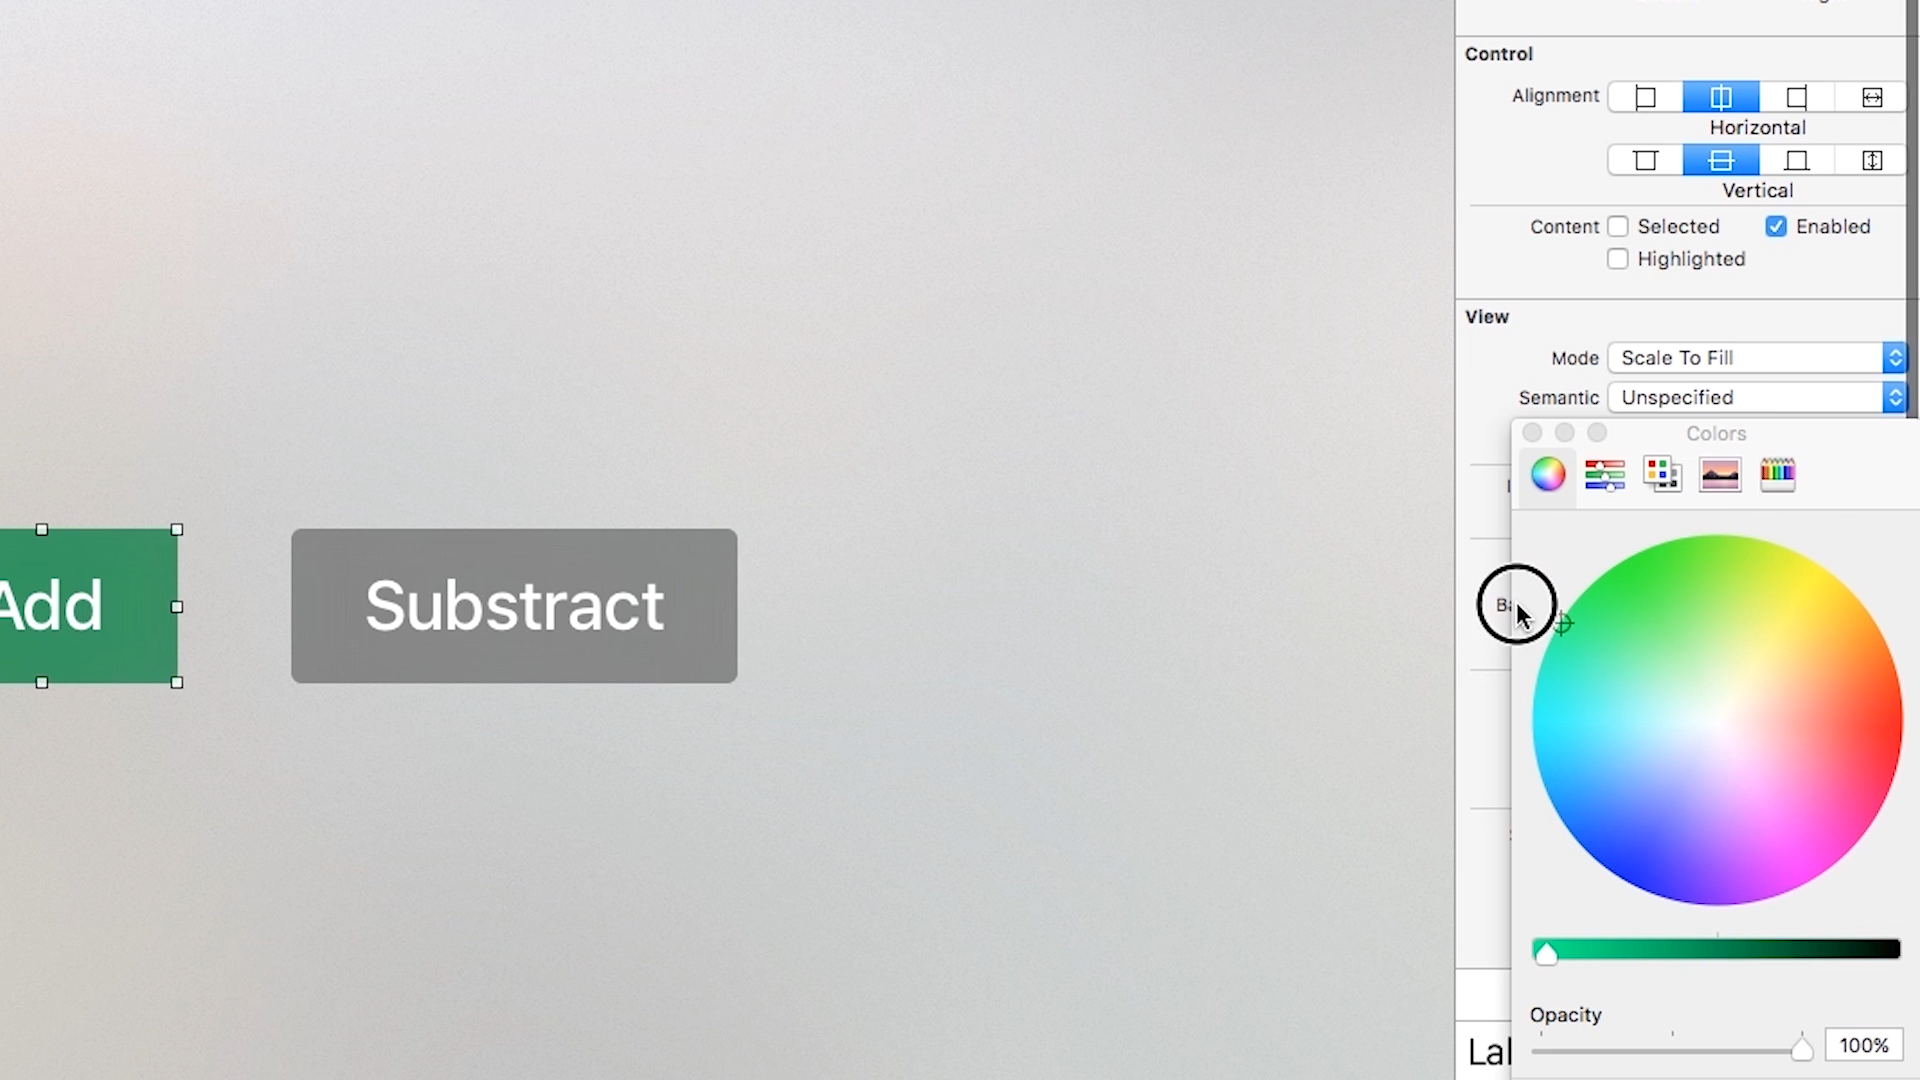 Control
Alignment
Horizontal
Vertical
Content Selected Enabled
Highlighted
View
Mode Scale To Fill
Semantic Unspecified
Colors
Add Substract
Opacity
100%